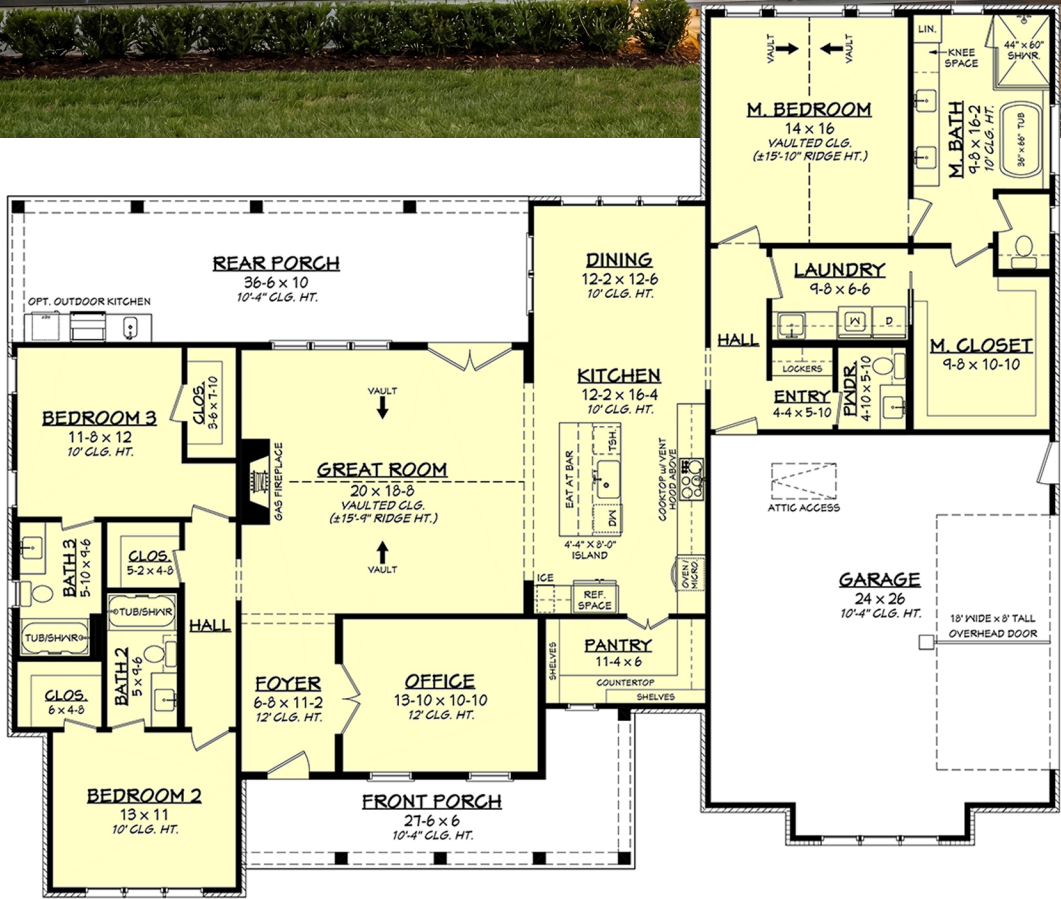 VAULT
VAULT
LIN.
KNEE
SPACE
44" x 60"
SHWR.
M. BEDROOM
14 x 16
VAULTED CLG.
(±15'-10" RIDGE HT.)
M. BATH
9-8 x 16-2
10' CLG. HT.
36" x 66" TUB
REAR PORCH
36-6 x 10
10'-4" CLG. HT.
OPT. OUTDOOR KITCHEN
DINING
12-2 x 12-6
10' CLG. HT.
LAUNDRY
9-8 x 6-6
W
D
HALL
M. CLOSET
9-8 x 10-10
LOCKERS
ENTRY
4-4 x 5-10
PWDR.
4-10 x 5-10
KITCHEN
12-2 x 16-4
10' CLG. HT.
BEDROOM 3
11-8 x 12
10' CLG. HT.
CLOS.
3-6 x 7-10
VAULT
GREAT ROOM
20 x 18-8
VAULTED CLG.
(±15'-9" RIDGE HT.)
VAULT
GAS FIREPLACE
EAT AT BAR
TSH.
DW
4'-4" x 8'-0"
ISLAND
COOKTOP w/ VENT
HOOD ABOVE
OVEN/
MICRO.
ICE
REF.
SPACE
ATTIC ACCESS
GARAGE
24 x 26
10'-4" CLG. HT.
18' WIDE x 8' TALL
OVERHEAD DOOR
BATH 3
5-10 x 9-6
CLOS.
5-2 x 4-8
TUB/SHWR
TUB/SHWR
HALL
BATH 2
5 x 9-6
CLOS.
6 x 4-8
FOYER
6-8 x 11-2
12' CLG. HT.
OFFICE
13-10 x 10-10
12' CLG. HT.
PANTRY
11-4 x 6
SHELVES
COUNTERTOP
SHELVES
BEDROOM 2
13 x 11
10' CLG. HT.
FRONT PORCH
27-6 x 6
10'-4" CLG. HT.